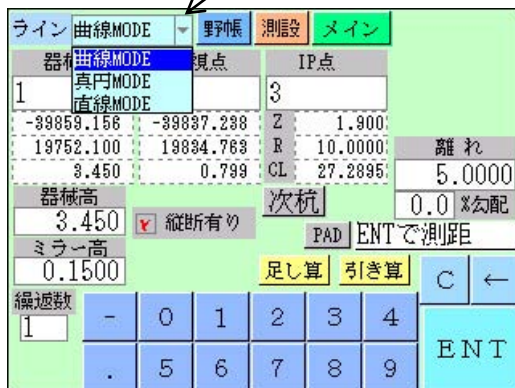 ライン 曲線MODE 野帳 測設 メイン
曲線MODE
真円MODE
直線MODE
器 視点 IP点
1 3
-39859.156 -39837.238 Z 1.900
19752.100 19834.763 R 10.0000 離れ
3.450 0.799 CL 27.2895 5.0000
器械高 次杭 0.0 %勾配
3.450 縦断有り
PAD ENTで測距
ミラー高
0.1500 足し算 引き算 C ←
繰返数
1 - 0 1 2 3 4
ENT
. 5 6 7 8 9